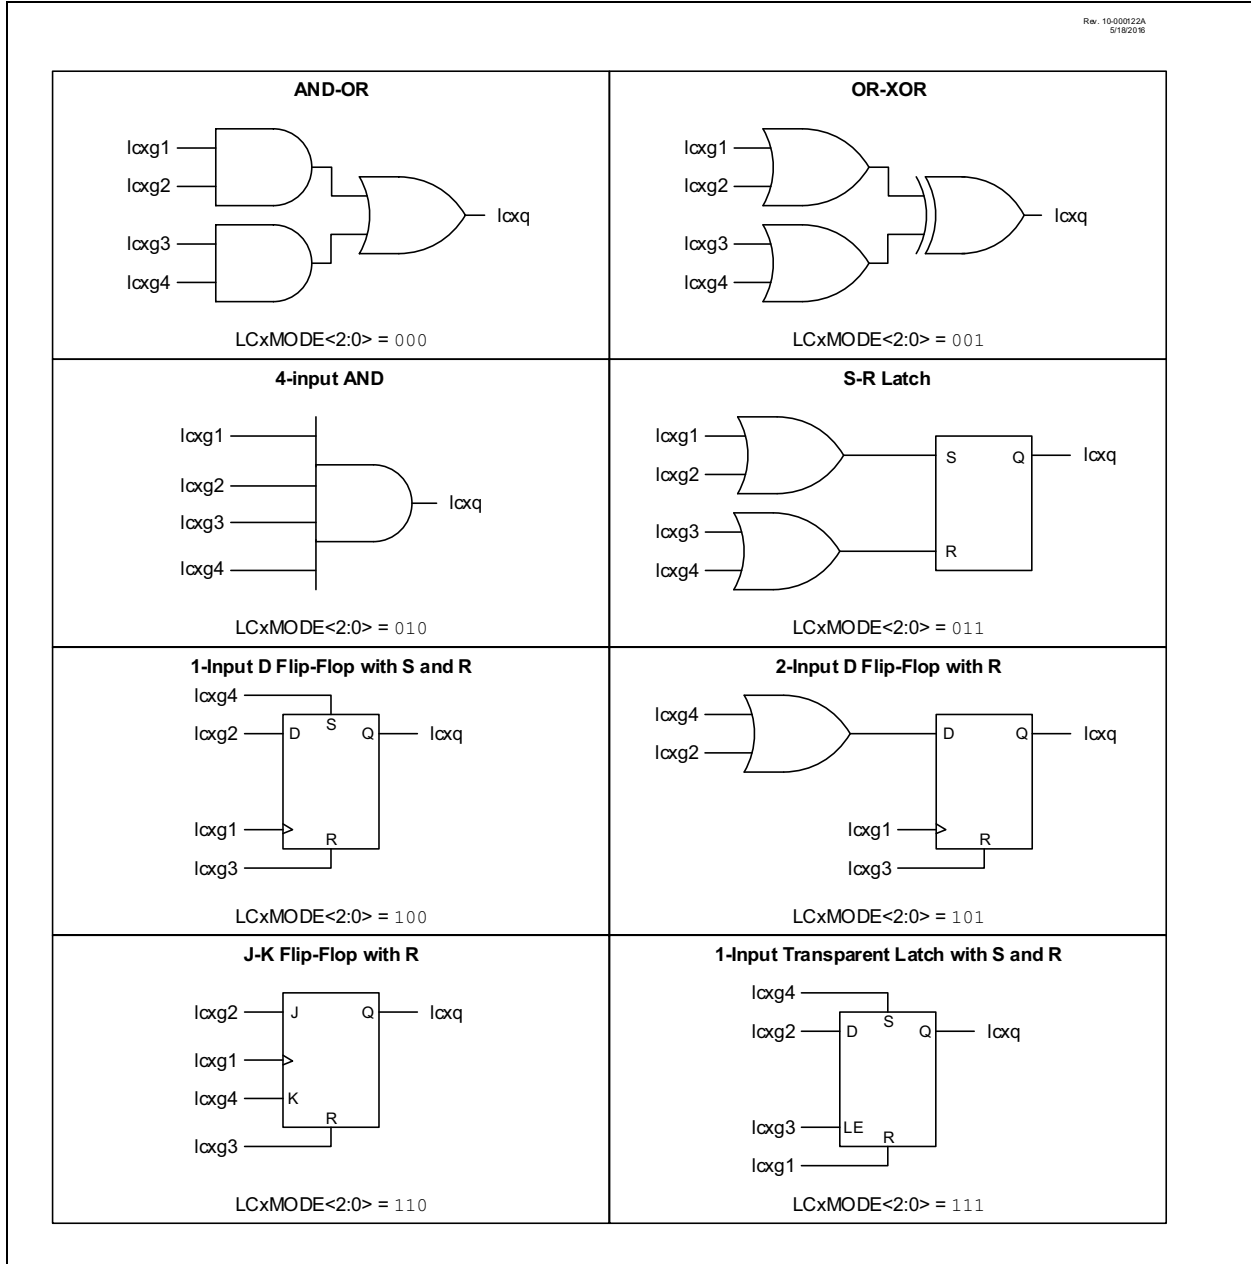 Rev. 10-000122A
5/18/2016
AND-OR
lcxg1
lcxg2
lcxg3
lcxg4
lcxq
LCxMODE<2:0> = 000
OR-XOR
lcxg1
lcxg2
lcxg3
lcxg4
lcxq
LCxMODE<2:0> = 001
4-input AND
lcxg1
lcxg2
lcxg3
lcxg4
lcxq
LCxMODE<2:0> = 010
S-R Latch
lcxg1
lcxg2
lcxg3
lcxg4
S
Q
lcxq
R
LCxMODE<2:0> = 011
1-Input D Flip-Flop with S and R
lcxg4
S
lcxg2
D
Q
lcxq
lcxg1
R
lcxg3
LCxMODE<2:0> = 100
2-Input D Flip-Flop with R
lcxg4
lcxg2
D
Q
lcxq
lcxg1
R
lcxg3
LCxMODE<2:0> = 101
J-K Flip-Flop with R
lcxg2
J
Q
lcxq
lcxg1
lcxg4
K
R
lcxg3
LCxMODE<2:0> = 110
1-Input Transparent Latch with S and R
lcxg4
S
lcxg2
D
Q
lcxq
lcxg3
LE
R
lcxg1
LCxMODE<2:0> = 111